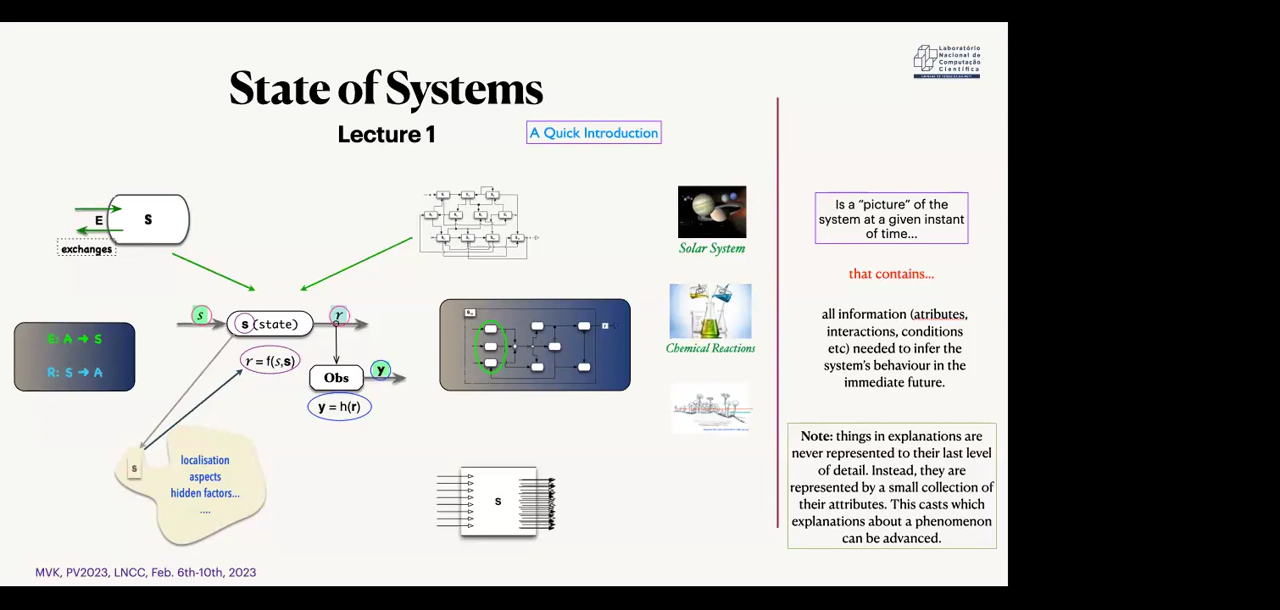 Laboratório
Nacional de
Computação
Científica
State of Systems
Lecture 1
A Quick Introduction
E
S
exchanges
Solar System
Is a “picture” of the
system at a given instant
of time...
that contains...
s
s (state)
r
E: A → S
R: S → A
r = f(s,s)
Obs
y
y = h(r)
Chemical Reactions
all information (atributes,
interactions, conditions
etc) needed to infer the
system's behaviour in the
immediate future.
s
localisation
aspects
hidden factors...
....
S
Note: things in explanations are
never represented to their last level
of detail. Instead, they are
represented by a small collection of
their attributes. This casts which
explanations about a phenomenon
can be advanced.
MVK, PV2023, LNCC, Feb. 6th-10th, 2023